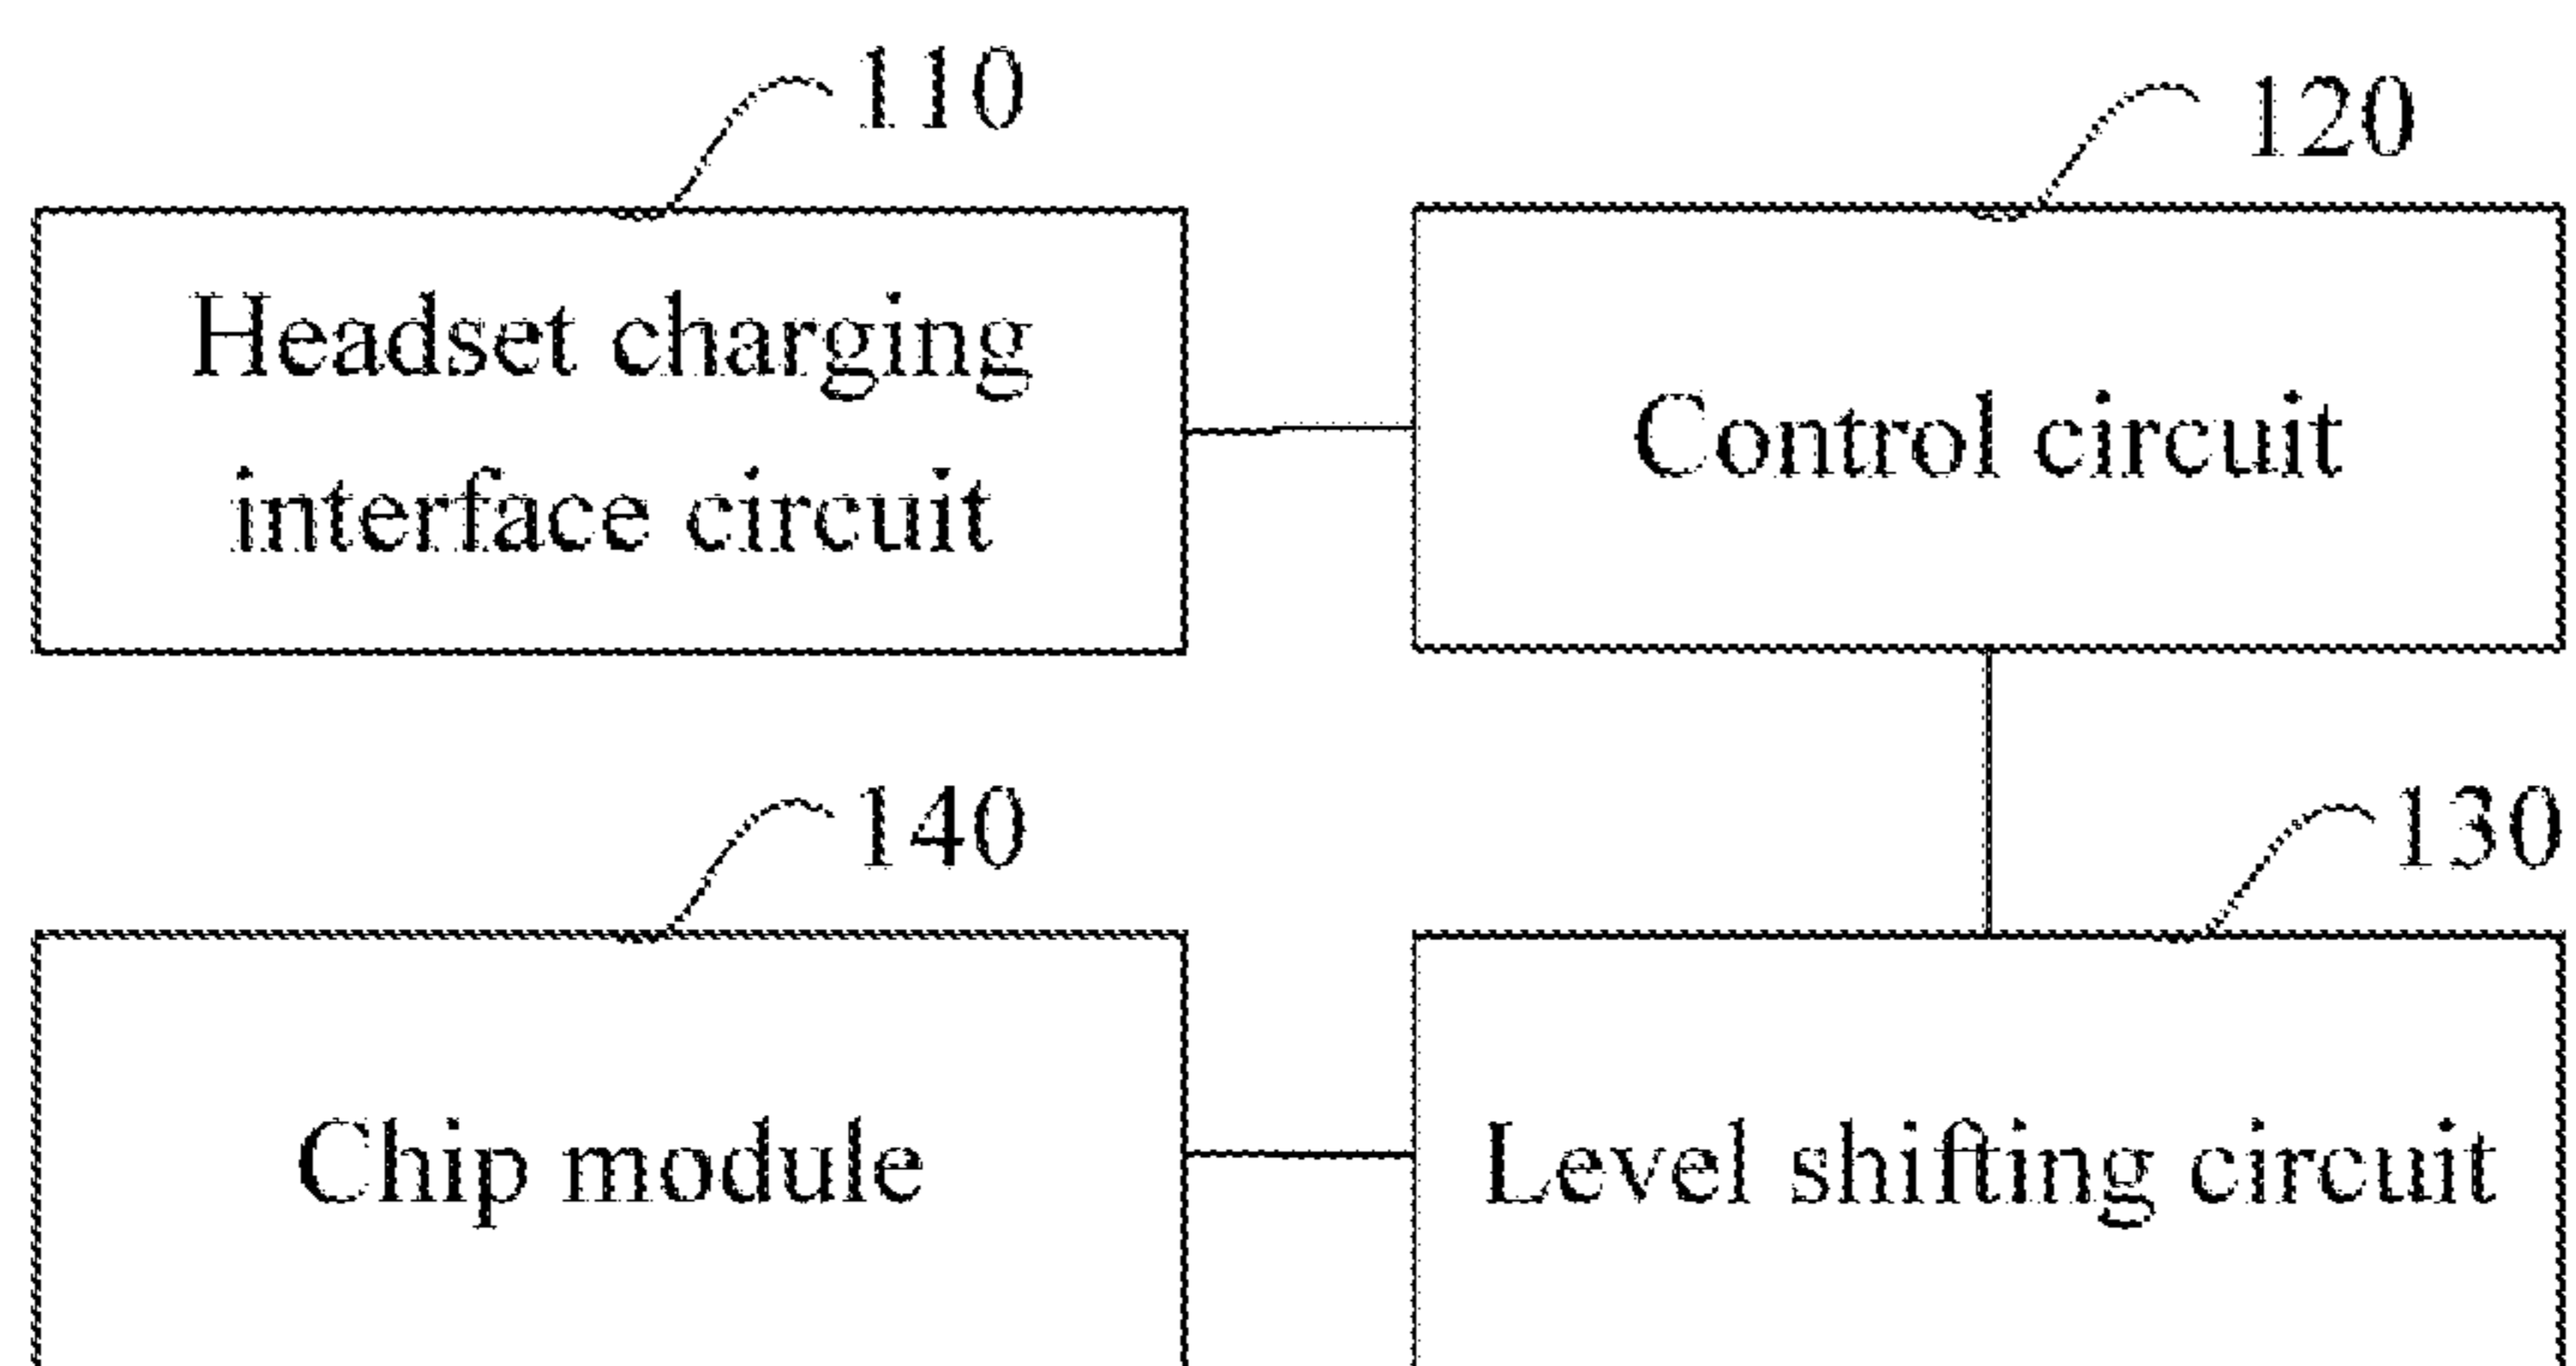 110
120
Headset charging
interface circuit
Control circuit
140
130
Chip module
Level shifting circuit